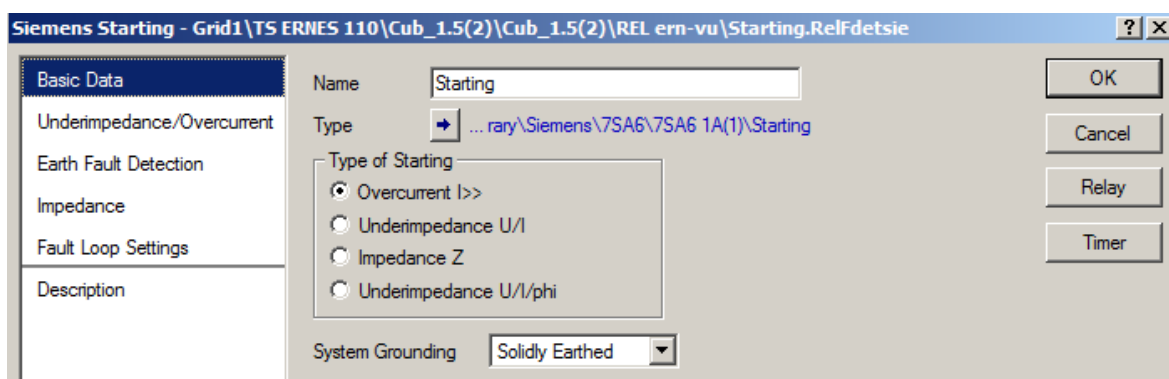 Siemens Starting - Grid1\TS ERNES 110\Cub_1.5(2)\Cub_1.5(2)\REL ern-vu\Starting.RelFdetsie
Basic Data
Underimpedance/Overcurrent
Earth Fault Detection
Impedance
Fault Loop Settings
Description
Name Starting
Type ... rary\Siemens\7SA6\7SA6 1A(1)\Starting
Type of Starting
Overcurrent I>>
Underimpedance U/I
Impedance Z
Underimpedance U/I/phi
System Grounding Solidly Earthed
OK
Cancel
Relay
Timer